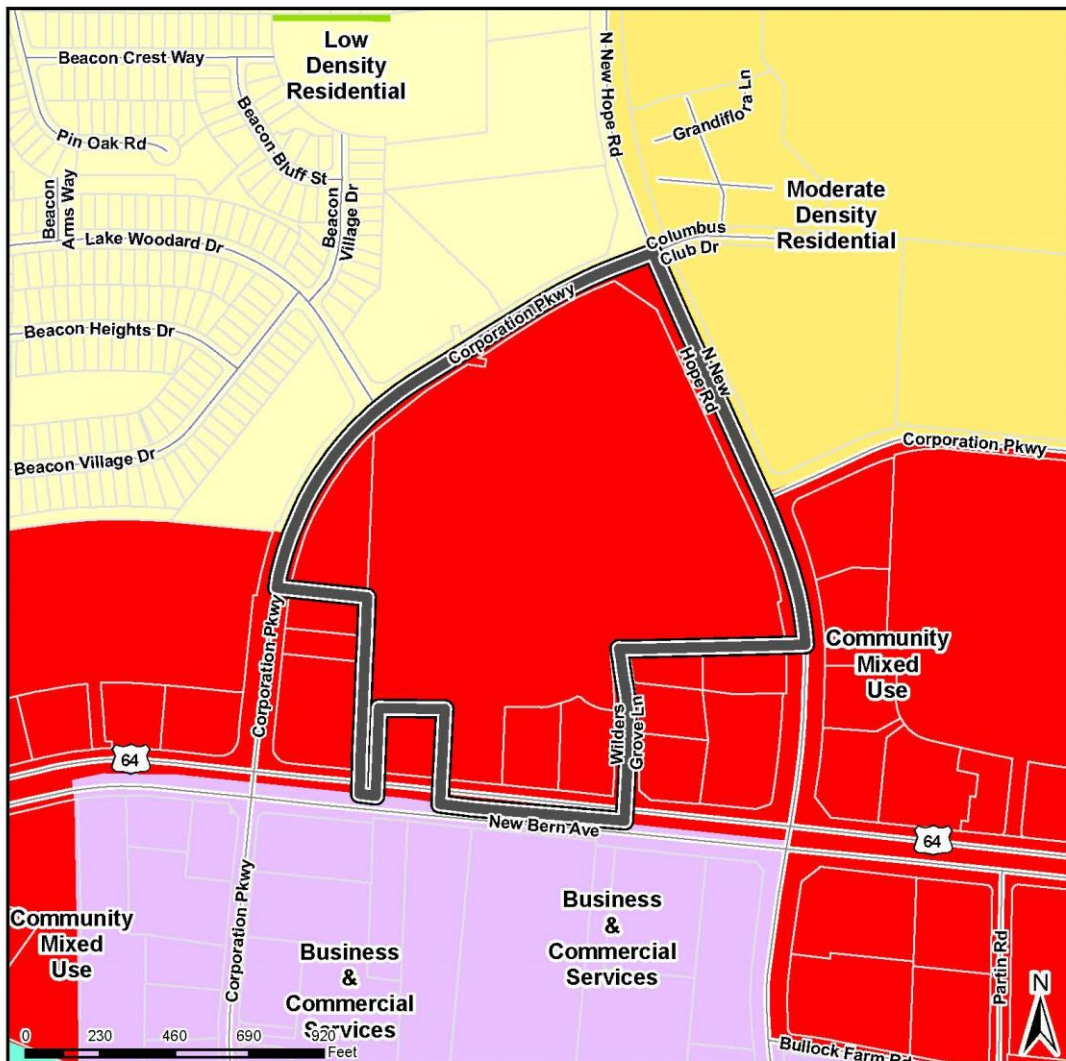 Beacon Crest Way
Low
Density
Residential
N New Hope Rd
Grandiflora Ln
Pin Oak Rd
Beacon Bluff St
Beacon
Arms Way
Beacon
Village Dr
Moderate
Density
Residential
Lake Woodard Dr
Columbus
Club Dr
Corporation Pkwy
Beacon Heights Dr
N New
Hope Rd
Beacon Village Dr
Corporation Pkwy
Corporation Pkwy
Community
Mixed
Use
Wilders
Grove Ln
64
New Bern Ave
64
Community
Mixed
Use
Corporation Pkwy
Business
&
Commercial
Services
Business
&
Commercial
Services
Partin Rd
N
0 230 460 690 920
Feet
Bullock Farm